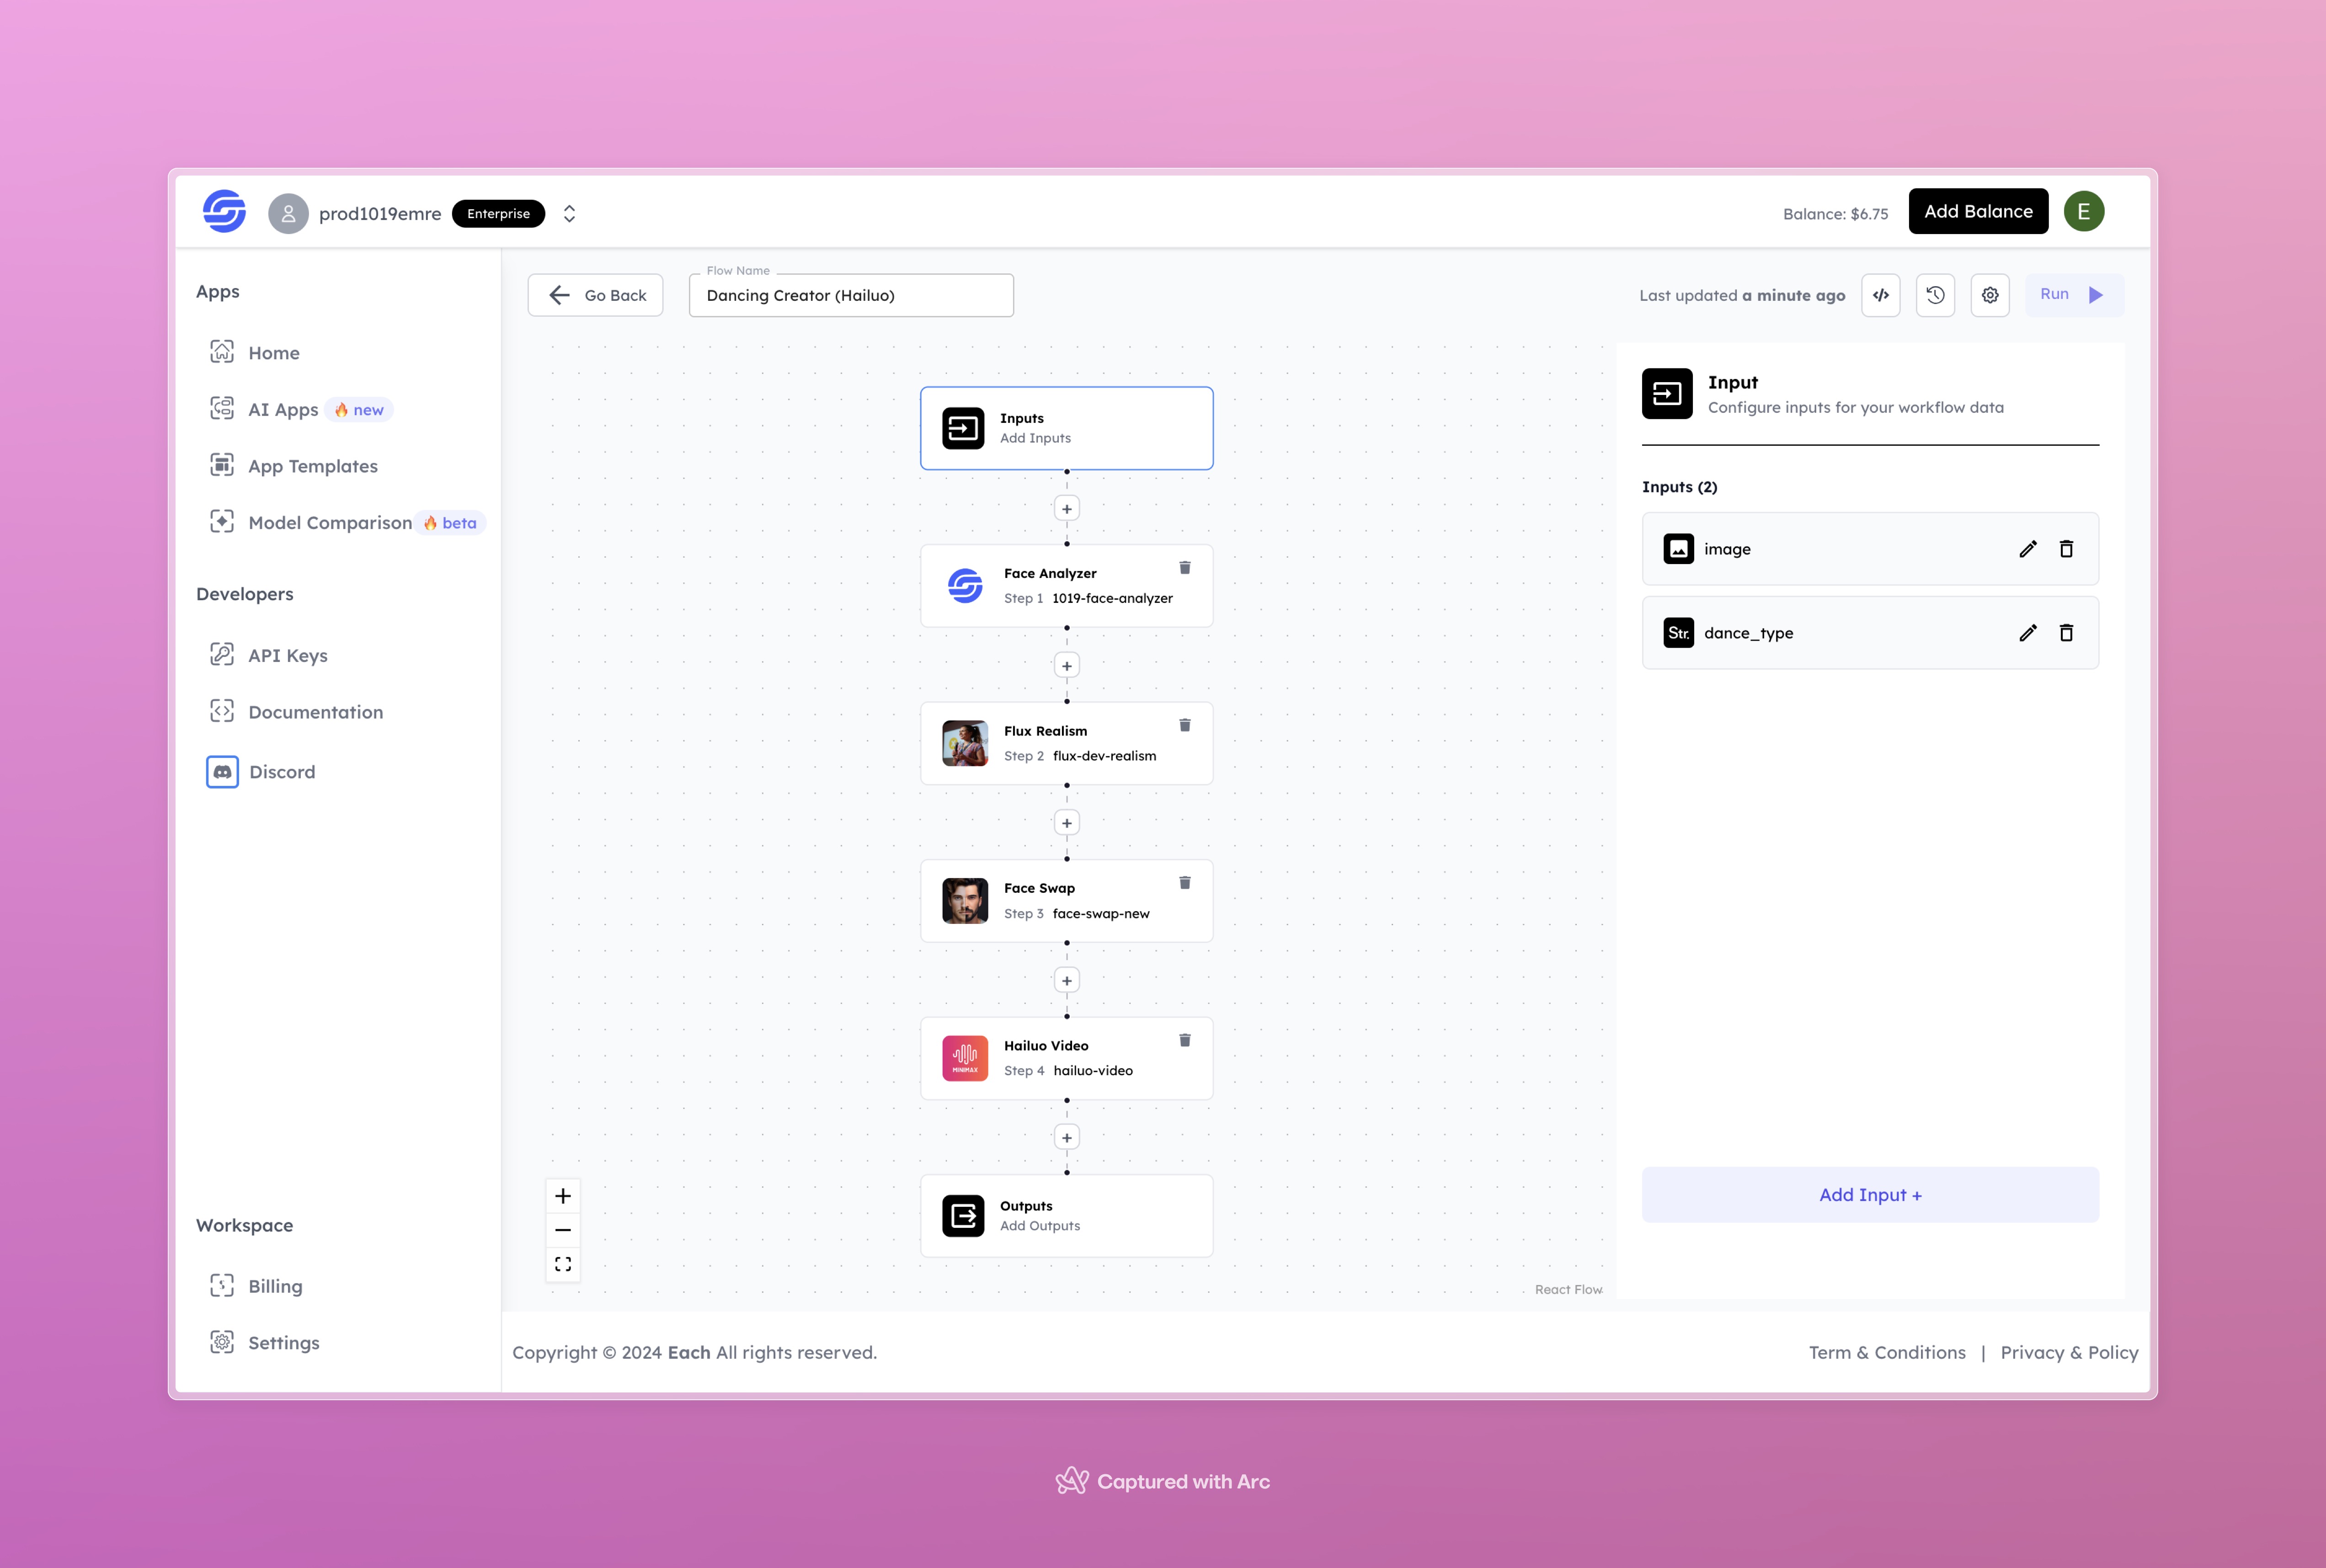 prod1019emre Enterprise
Balance: $6.75 Add Balance E
Apps
Home
AI Apps 🔥 new
App Templates
Model Comparison 🔥 beta
Developers
API Keys
Documentation
Discord
Workspace
Billing
Settings
Go Back
Flow Name
Dancing Creator (Hailuo)
Last updated a minute ago
Run
Inputs
Add Inputs
Face Analyzer
Step 1 1019-face-analyzer
Flux Realism
Step 2 flux-dev-realism
Face Swap
Step 3 face-swap-new
MINIMAX
Hailuo Video
Step 4 hailuo-video
Outputs
Add Outputs
React Flow
Input
Configure inputs for your workflow data
Inputs (2)
image
Str. dance_type
Add Input +
Copyright © 2024 Each All rights reserved.
Term & Conditions | Privacy & Policy
Captured with Arc